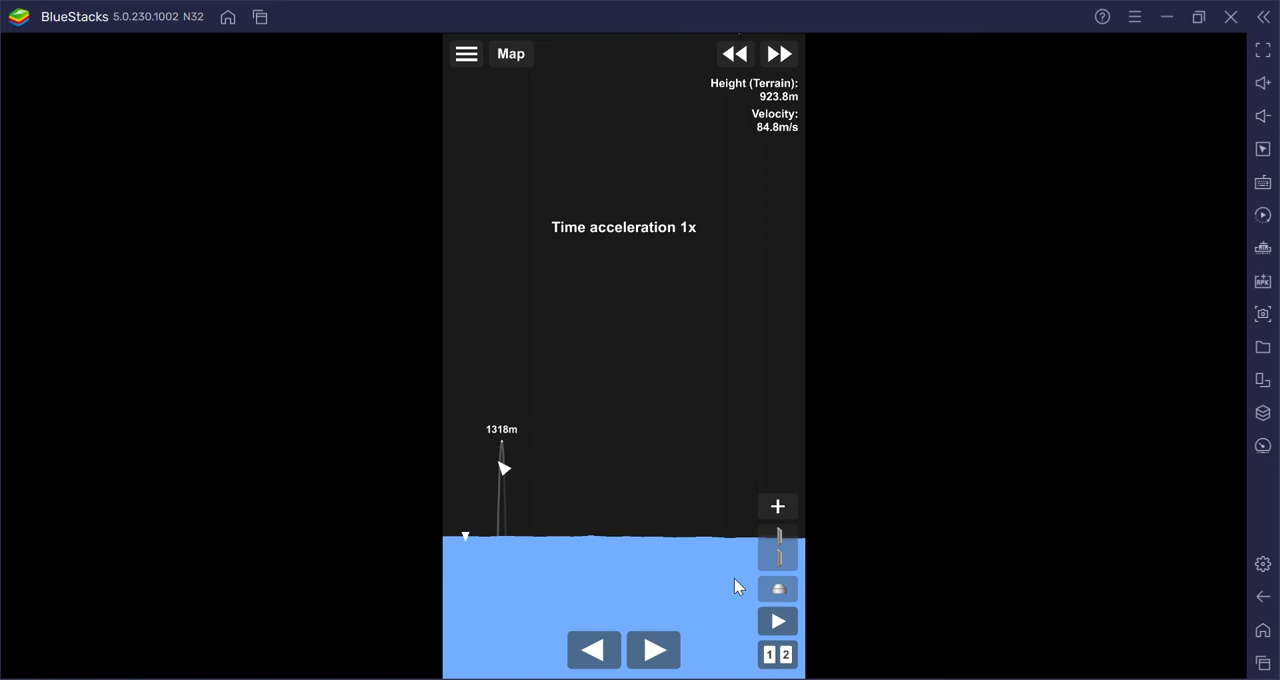 BlueStacks 5.0.230.1002 N32
Map
Height (Terrain):
923.8m
Velocity:
84.8m/s
Time acceleration 1x
1318m
1 2